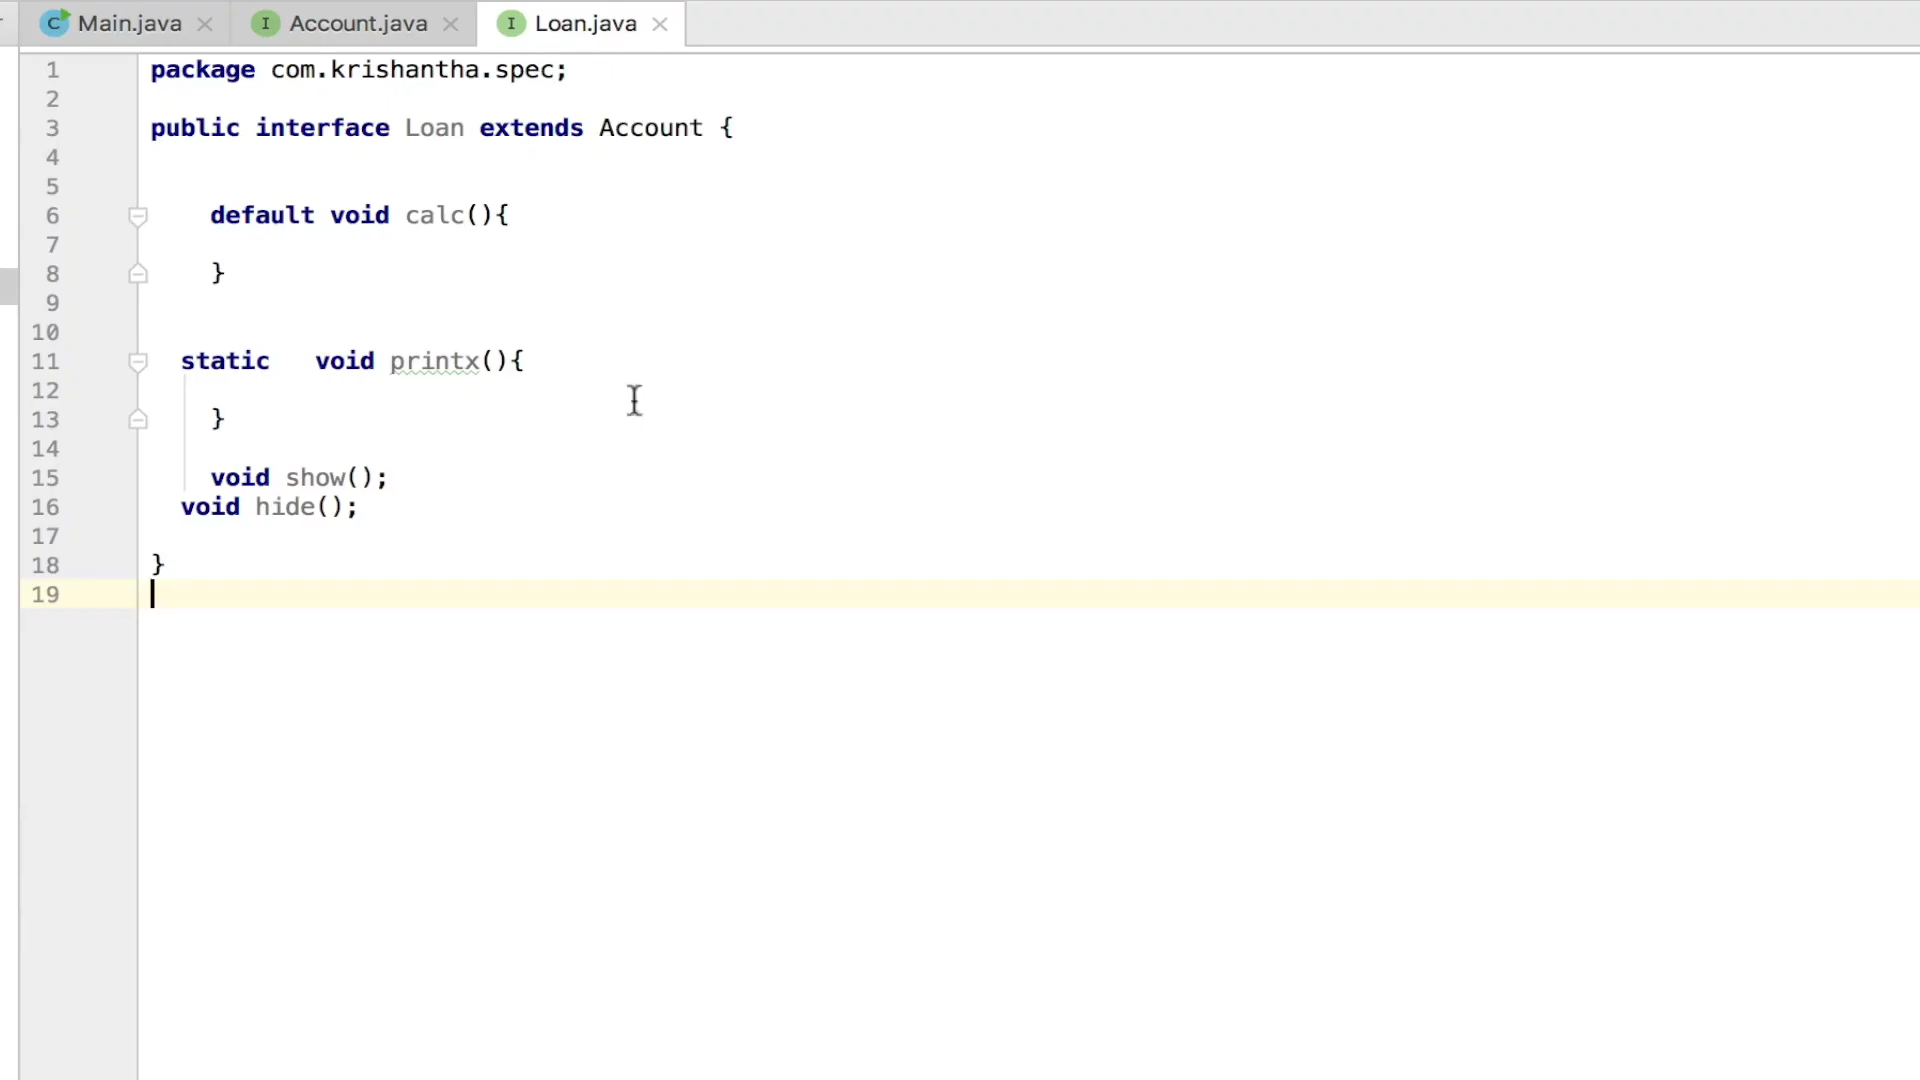 Main.java Account.java Loan.java
1 package com.krishantha.spec;
2
3 public interface Loan extends Account {
4
5
6 default void calc(){
7
8 }
9
10
11 static void printx(){
12
13 }
14
15 void show();
16 void hide();
17
18 }
19